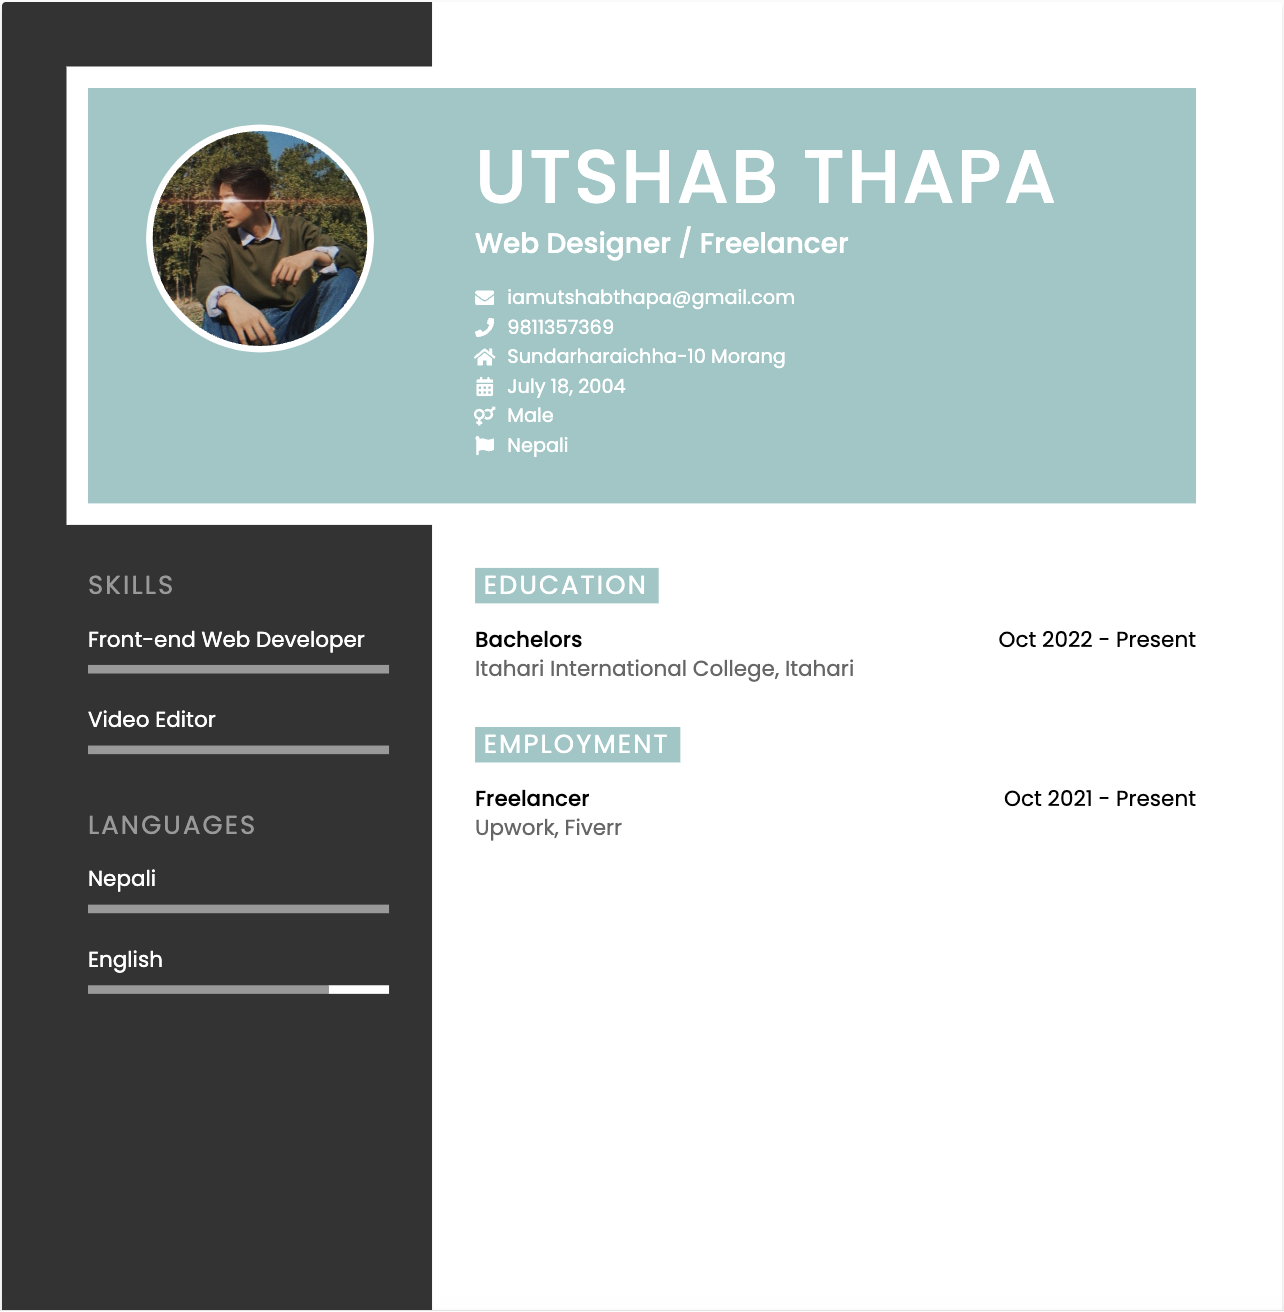 UTSHAB THAPA
Web Designer / Freelancer
iamutshabthapa@gmail.com
9811357369
Sundarharaichha-10 Morang
July 18, 2004
Male
Nepali
SKILLS
Front-end Web Developer
Video Editor
LANGUAGES
Nepali
English
EDUCATION
Bachelors Oct 2022 - Present
Itahari International College, Itahari
EMPLOYMENT
Freelancer Oct 2021 - Present
Upwork, Fiverr